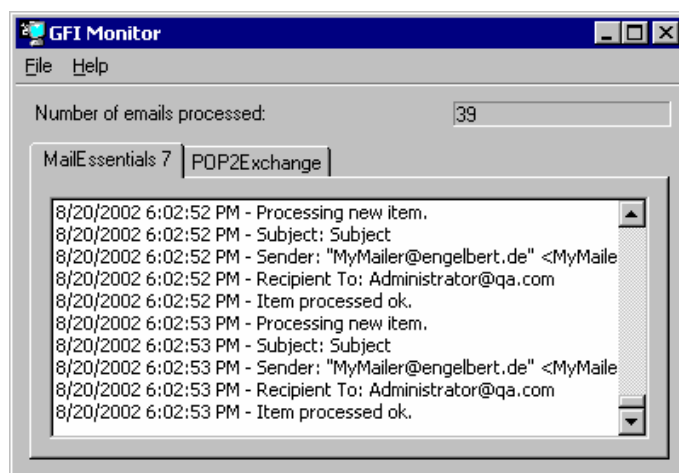 GFI Monitor
File Help
Number of emails processed: 39
MailEssentials 7 POP2Exchange
8/20/2002 6:02:52 PM - Processing new item.
8/20/2002 6:02:52 PM - Subject: Subject
8/20/2002 6:02:52 PM - Sender: "MyMailer@engelbert.de" <MyMaile
8/20/2002 6:02:52 PM - Recipient To: Administrator@qa.com
8/20/2002 6:02:52 PM - Item processed ok.
8/20/2002 6:02:53 PM - Processing new item.
8/20/2002 6:02:53 PM - Subject: Subject
8/20/2002 6:02:53 PM - Sender: "MyMailer@engelbert.de" <MyMaile
8/20/2002 6:02:53 PM - Recipient To: Administrator@qa.com
8/20/2002 6:02:53 PM - Item processed ok.